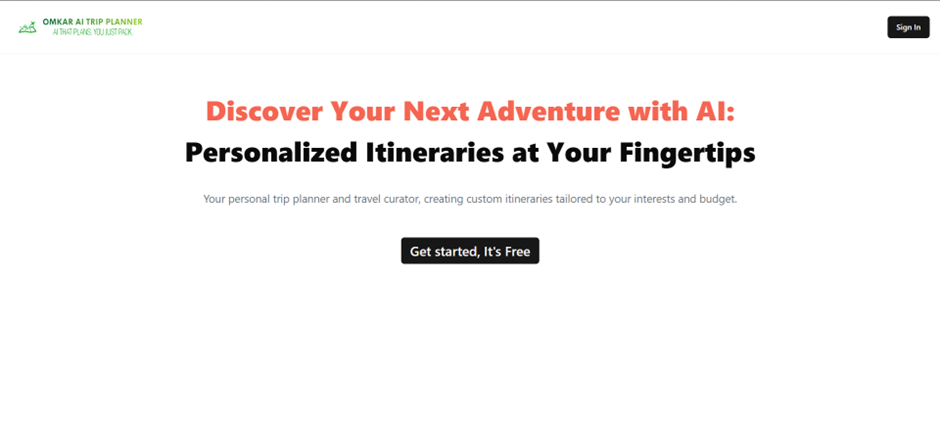 OMKAR AI TRIP PLANNER
AI THAT PLANS, YOU JUST PACK.
Sign In
Discover Your Next Adventure with AI:
Personalized Itineraries at Your Fingertips
Your personal trip planner and travel curator, creating custom itineraries tailored to your interests and budget.
Get started, It's Free